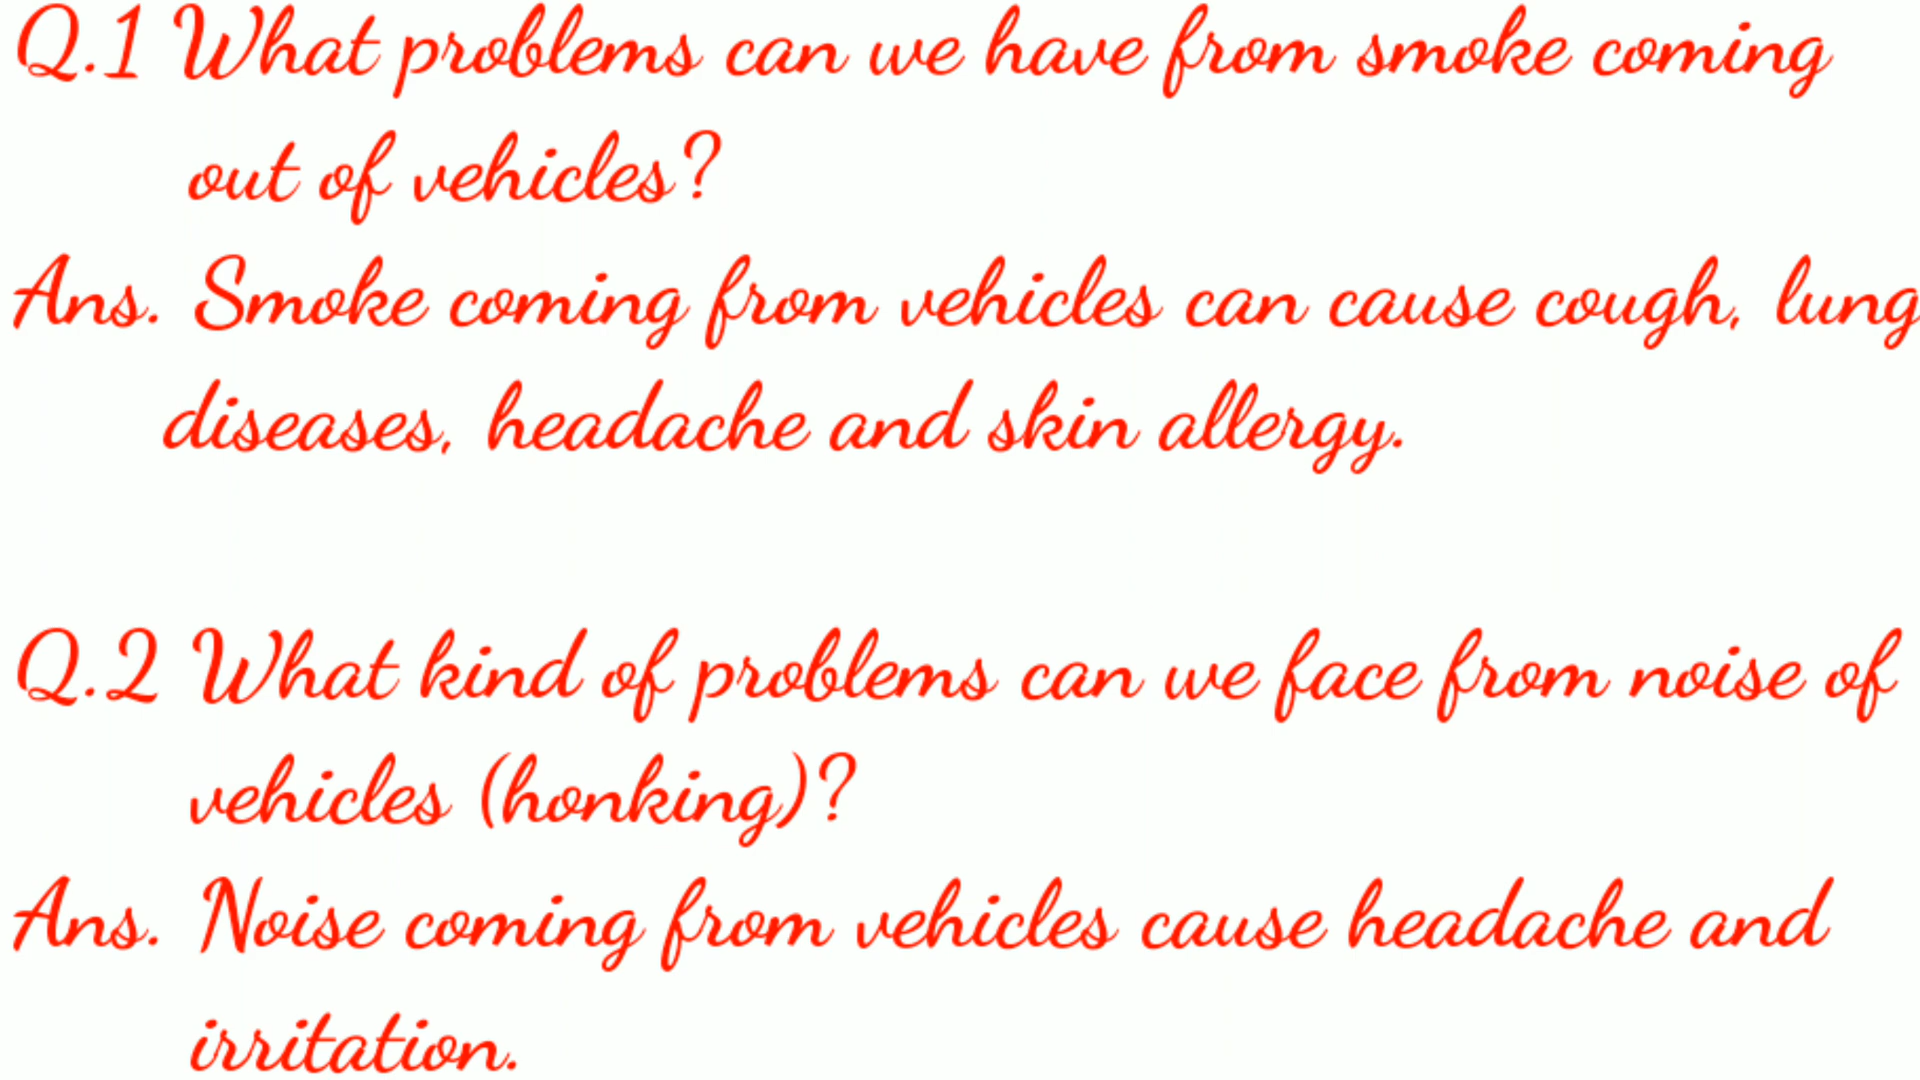 Q.1 What problems can we have from smoke coming
out of vehicles?
Ans. Smoke coming from vehicles can cause cough, lung
diseases, headache and skin allergy.
Q.2 What kind of problems can we face from noise of
vehicles (honking)?
Ans. Noise coming from vehicles cause headache and
irritation.